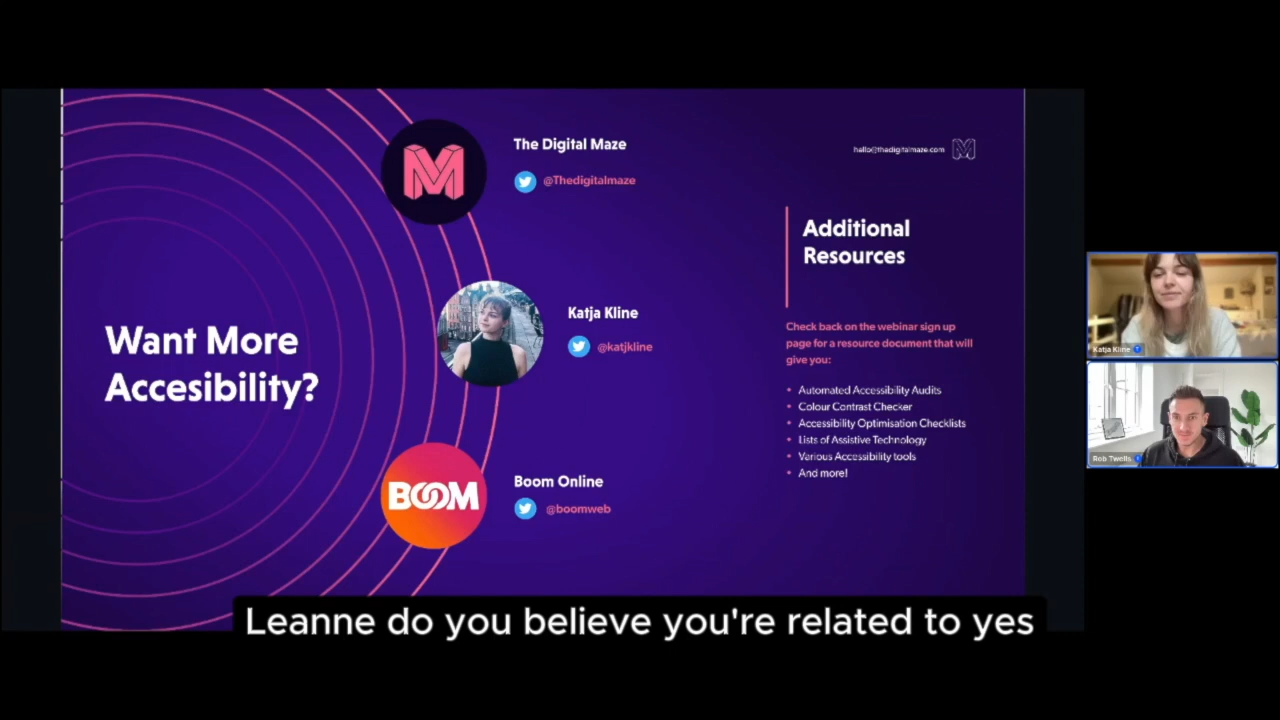 Want More
Accesibility?
M
The Digital Maze
@Thedigitalmaze
Katja Kline
@katjkline
BOOM
Boom Online
@boomweb
hello@thedigitalmaze.com
Additional
Resources
Check back on the webinar sign up
page for a resource document that will
give you:
• Automated Accessibility Audits
• Colour Contrast Checker
• Accessibility Optimisation Checklists
• Lists of Assistive Technology
• Various Accessibility tools
• And more!
Katja Kline
Rob Twells
Leanne do you believe you're related to yes